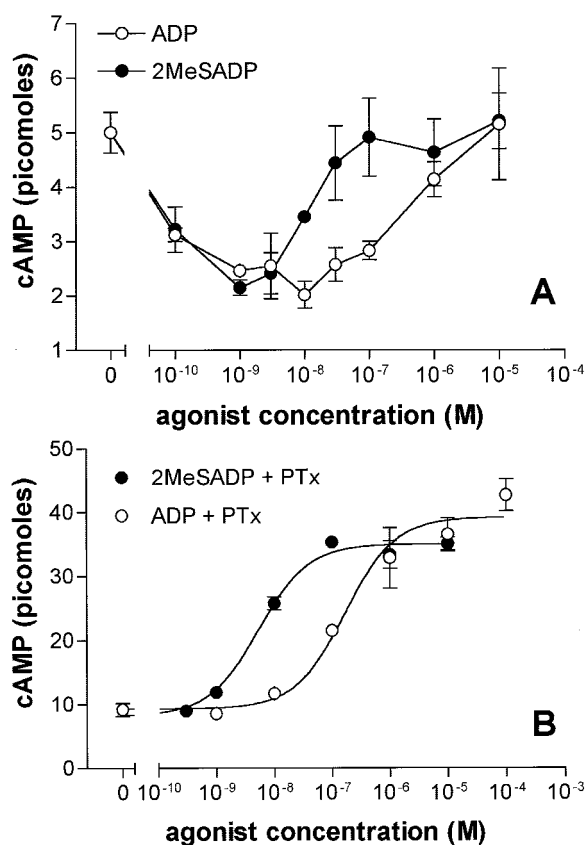 ADP
2MeSADP
7
6
5
4
3
2
1
cAMP (picomoles)
A
0 10⁻¹⁰ 10⁻⁹ 10⁻⁸ 10⁻⁷ 10⁻⁶ 10⁻⁵ 10⁻⁴
agonist concentration (M)
50
40
30
20
10
0
cAMP (picomoles)
2MeSADP + PTx
ADP + PTx
B
0 10⁻¹⁰ 10⁻⁹ 10⁻⁸ 10⁻⁷ 10⁻⁶ 10⁻⁵ 10⁻⁴ 10⁻³
agonist concentration (M)